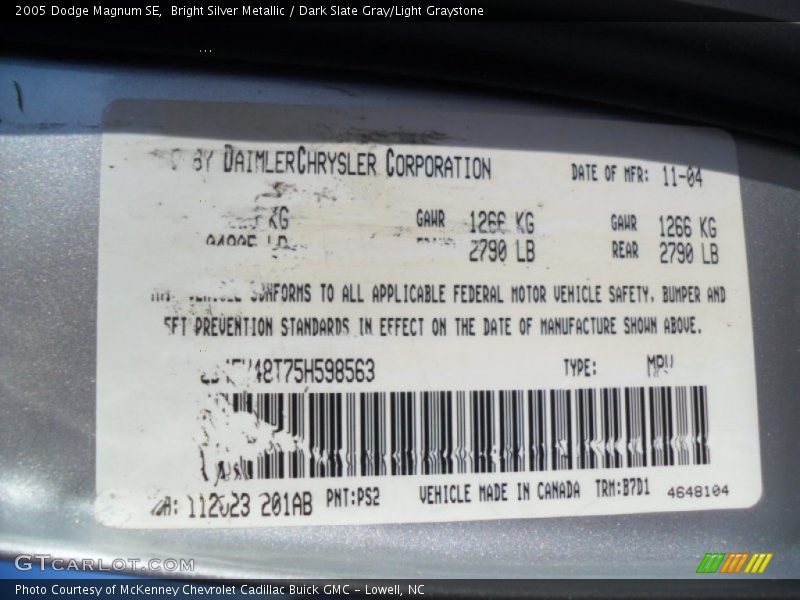 2005 Dodge Magnum SE,  Bright Silver Metallic / Dark Slate Gray/Light Graystone
BY DAIMLERCHRYSLER CORPORATION DATE OF MFR: 11-04
KG GAWR 1266 KG GAWR 1266 KG
LB 2790 LB REAR 2790 LB
CONFORMS TO ALL APPLICABLE FEDERAL MOTOR VEHICLE SAFETY, BUMPER AND
PREVENTION STANDARDS IN EFFECT ON THE DATE OF MANUFACTURE SHOWN ABOVE.
48T75H598563 TYPE: MPV
201AB PNT:PS2 VEHICLE MADE IN CANADA TRM:B7D1 4648104
GTCARLOT.COM
Photo Courtesy of McKenney Chevrolet Cadillac Buick GMC - Lowell, NC